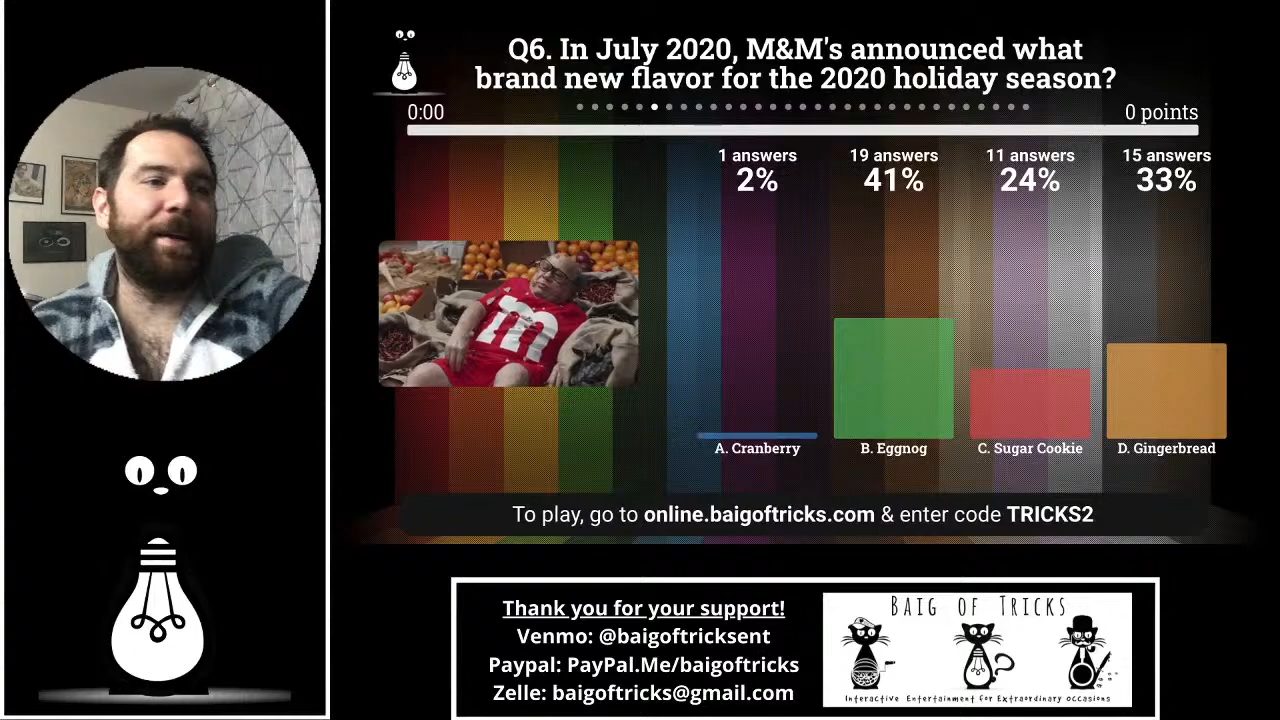 Q6. In July 2020, M&M's announced what
brand new flavor for the 2020 holiday season?
0:00
0 points
1 answers
2%
19 answers
41%
11 answers
24%
15 answers
33%
m
A. Cranberry
B. Eggnog
C. Sugar Cookie
D. Gingerbread
To play, go to online.baigoftricks.com & enter code TRICKS2
Thank you for your support!
Venmo: @baigoftricksent
Paypal: PayPal.Me/baigoftricks
Zelle: baigoftricks@gmail.com
BAIG OF TRICKS
Interactive Entertainment for Extraordinary occasions